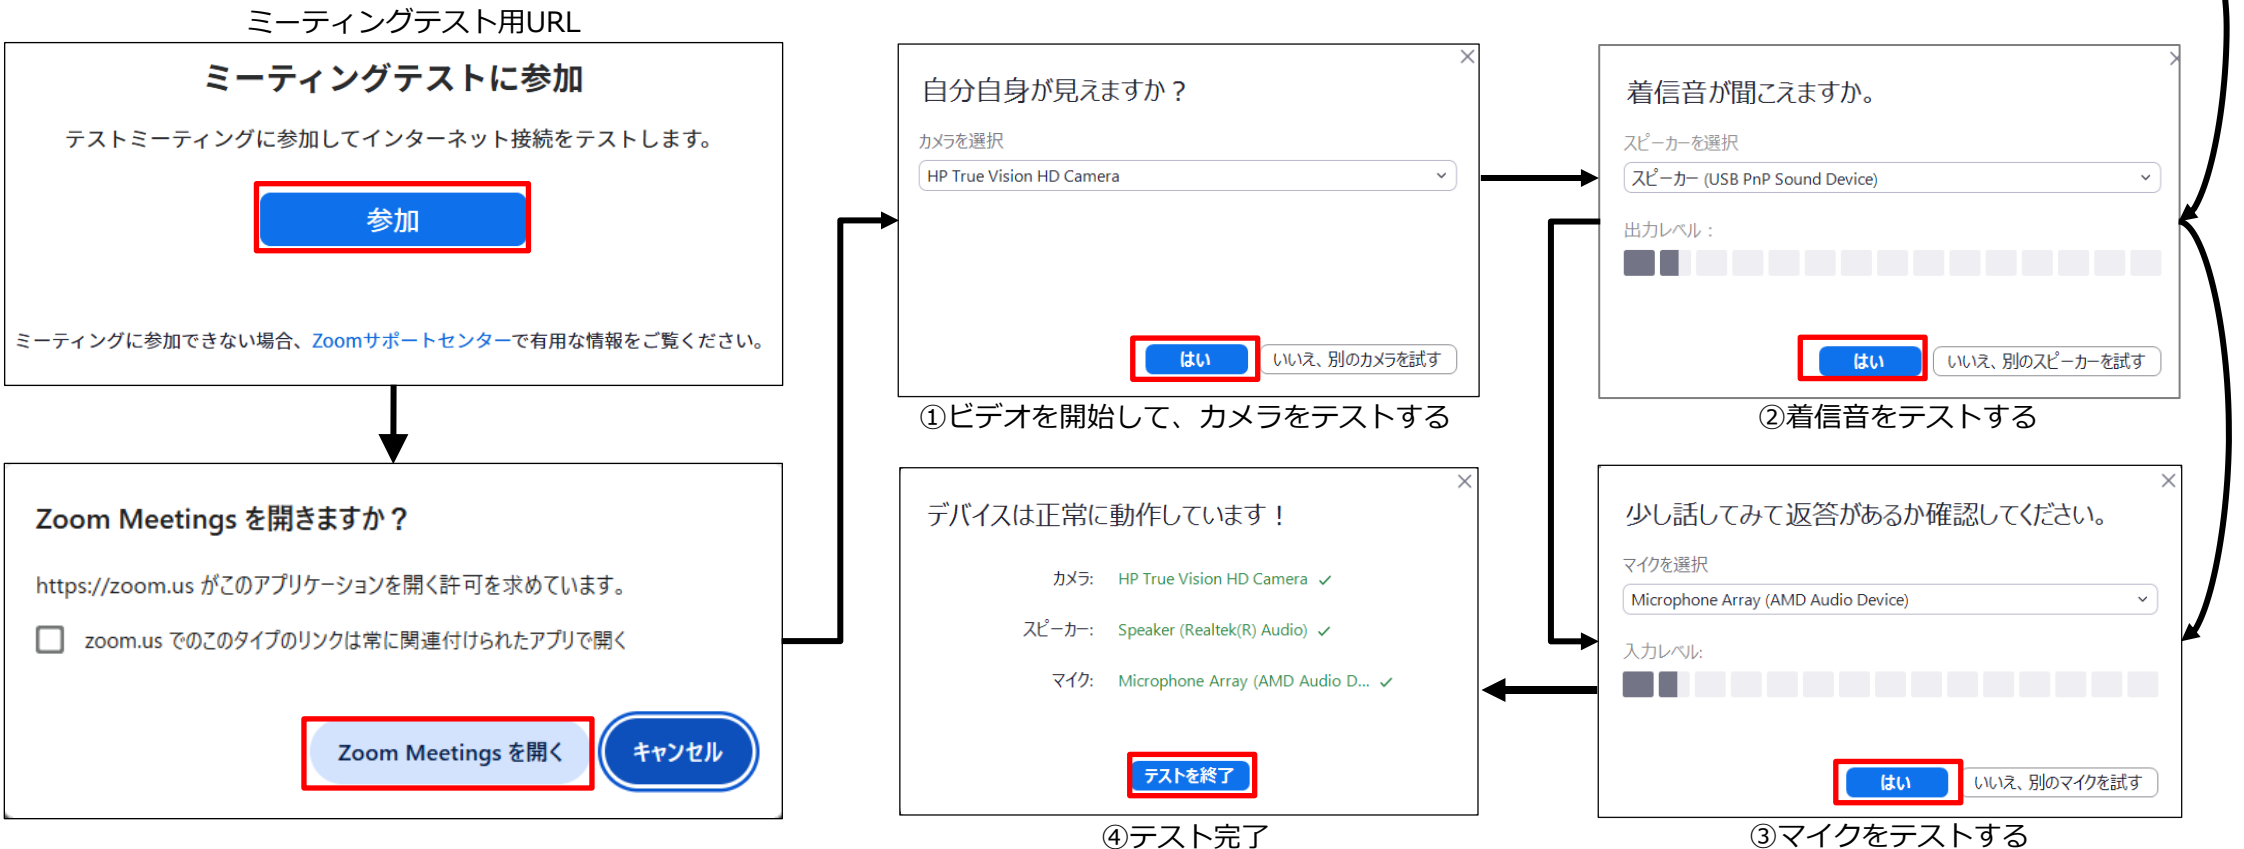 ミーティングテスト用URL
ミーティングテストに参加
テストミーティングに参加してインターネット接続をテストします。
参加
ミーティングに参加できない場合、Zoomサポートセンターで有用な情報をご覧ください。
Zoom Meetings を開きますか？
https://zoom.us がこのアプリケーションを開く許可を求めています。
zoom.us でのこのタイプのリンクは常に関連付けられたアプリで開く
Zoom Meetings を開く
キャンセル
自分自身が見えますか？
カメラを選択
HP True Vision HD Camera
はい
いいえ、別のカメラを試す
①ビデオを開始して、カメラをテストする
着信音が聞こえますか。
スピーカーを選択
スピーカー (USB PnP Sound Device)
出力レベル：
はい
いいえ、別のスピーカーを試す
②着信音をテストする
少し話してみて返答があるか確認してください。
マイクを選択
Microphone Array (AMD Audio Device)
入力レベル:
はい
いいえ、別のマイクを試す
③マイクをテストする
デバイスは正常に動作しています！
カメラ: HP True Vision HD Camera ✓
スピーカー: Speaker (Realtek(R) Audio) ✓
マイク: Microphone Array (AMD Audio D... ✓
テストを終了
④テスト完了